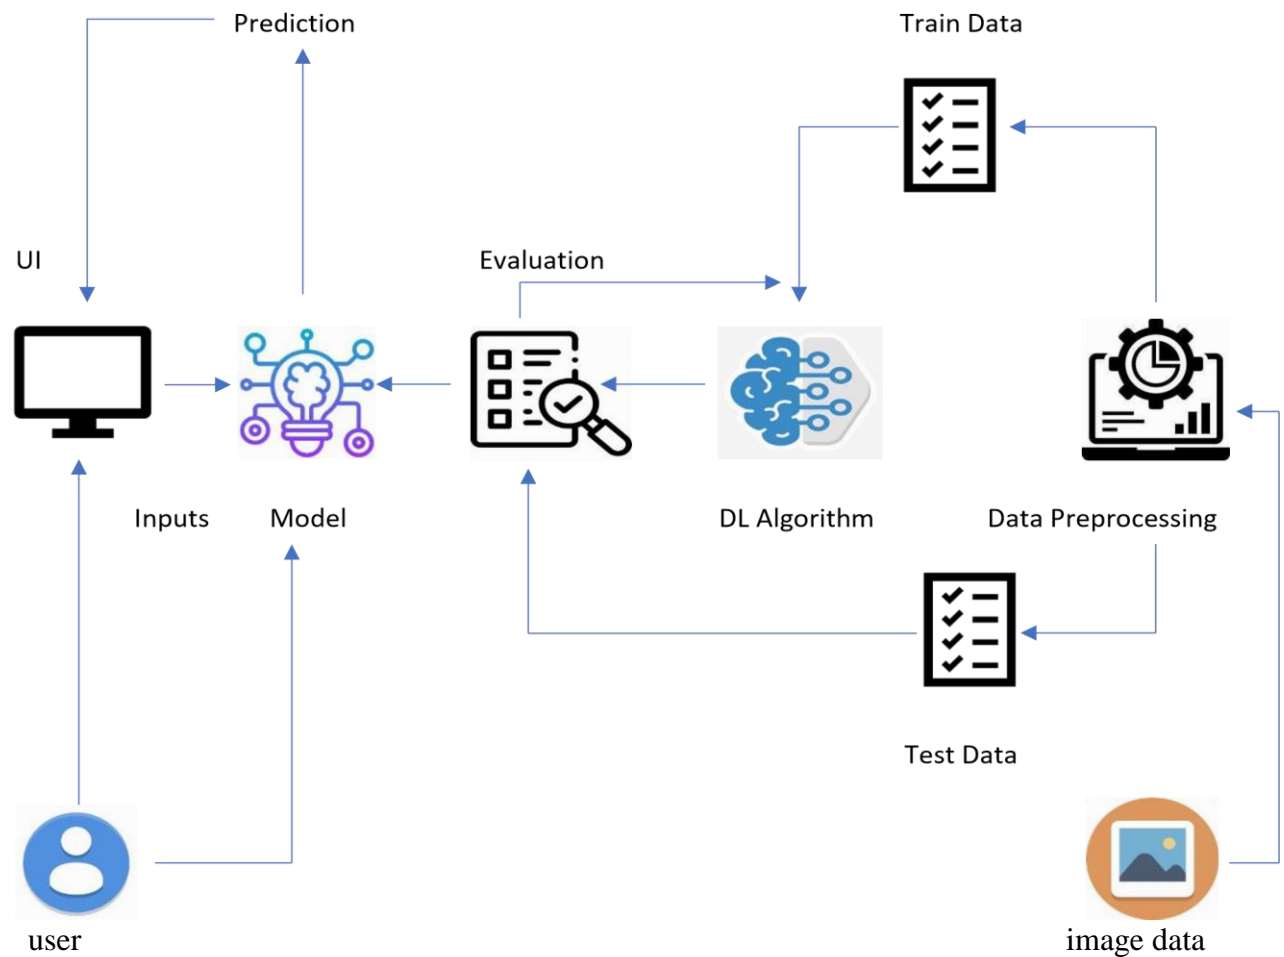 Prediction
Train Data
UI
Evaluation
Inputs
Model
DL Algorithm
Data Preprocessing
Test Data
user
image data